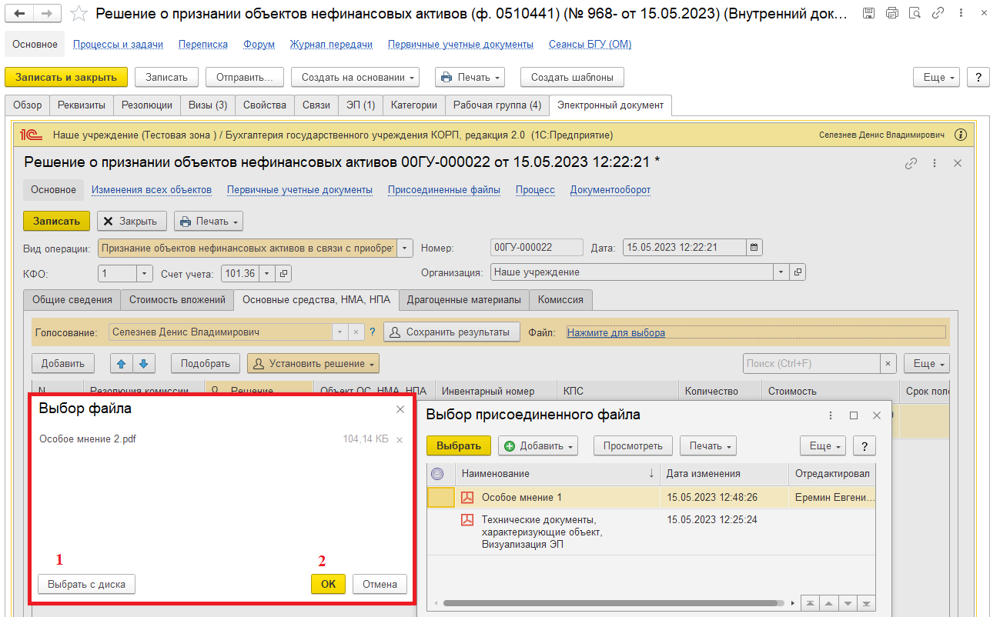 Решение о признании объектов нефинансовых активов (ф. 0510441) (№ 968- от 15.05.2023) (Внутренний док...
Основное Процессы и задачи Переписка Форум Журнал передачи Первичные учетные документы Сеансы БГУ (ОМ)
Записать и закрыть Записать Отправить... Создать на основании Печать Создать шаблоны Еще ?
Обзор Реквизиты Резолюции Визы (3) Свойства Связи ЭП (1) Категории Рабочая группа (4) Электронный документ
1С Наше учреждение (Тестовая зона ) / Бухгалтерия государственного учреждения КОРП, редакция 2.0 (1С:Предприятие) Селезнев Денис Владимирович i
Решение о признании объектов нефинансовых активов 00ГУ-000022 от 15.05.2023 12:22:21 *
Основное Изменения всех объектов Первичные учетные документы Присоединенные файлы Процесс Документооборот
Записать Закрыть Печать
Вид операции: Признание объектов нефинансовых активов в связи с приобрет Номер: 00ГУ-000022 Дата: 15.05.2023 12:22:21
КФО: 1 Счет учета: 101.36 Организация: Наше учреждение
Общие сведения Стоимость вложений Основные средства, НМА, НПА Драгоценные материалы Комиссия
Голосование: Селезнев Денис Владимирович ? Сохранить результаты Файл: Нажмите для выбора
Добавить Подобрать Установить решение Поиск (Ctrl+F) × Еще
N Резолюция комиссии Решение Объект ОС, НМА, НПА Инвентарный номер КПС Количество Стоимость Срок поле
Выбор файла
Особое мнение 2.pdf 104,14 КБ
1 2
Выбрать с диска ОК Отмена
Выбор присоединенного файла
Выбрать Добавить Просмотреть Печать Еще ?
Наименование ↓ Дата изменения Отредактировал
Особое мнение 1 15.05.2023 12:48:26 Еремин Евгени...
Технические документы, 15.05.2023 12:25:24
характеризующие объект,
Визуализация ЭП